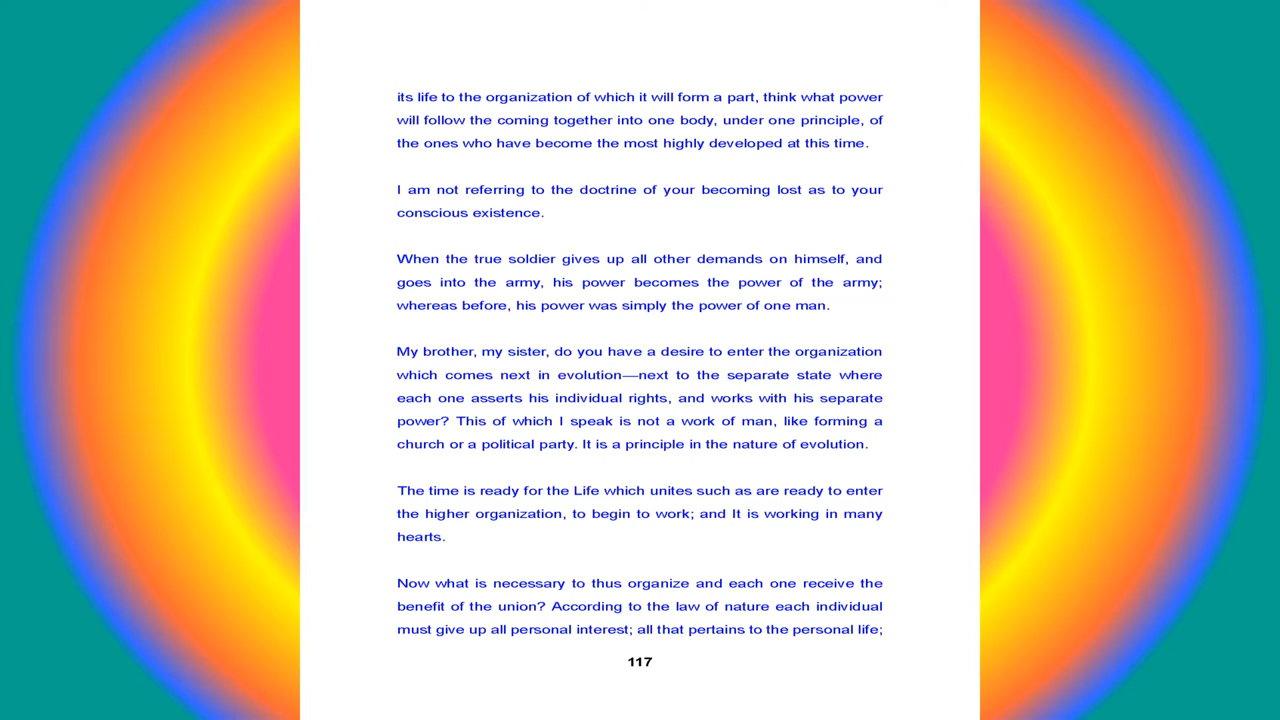 its life to the organization of which it will form a part, think what power
will follow the coming together into one body, under one principle, of
the ones who have become the most highly developed at this time.
I am not referring to the doctrine of your becoming lost as to your
conscious existence.
When the true soldier gives up all other demands on himself, and
goes into the army, his power becomes the power of the army;
whereas before, his power was simply the power of one man.
My brother, my sister, do you have a desire to enter the organization
which comes next in evolution—next to the separate state where
each one asserts his individual rights, and works with his separate
power? This of which I speak is not a work of man, like forming a
church or a political party. It is a principle in the nature of evolution.
The time is ready for the Life which unites such as are ready to enter
the higher organization, to begin to work; and It is working in many
hearts.
Now what is necessary to thus organize and each one receive the
benefit of the union? According to the law of nature each individual
must give up all personal interest; all that pertains to the personal life;
117